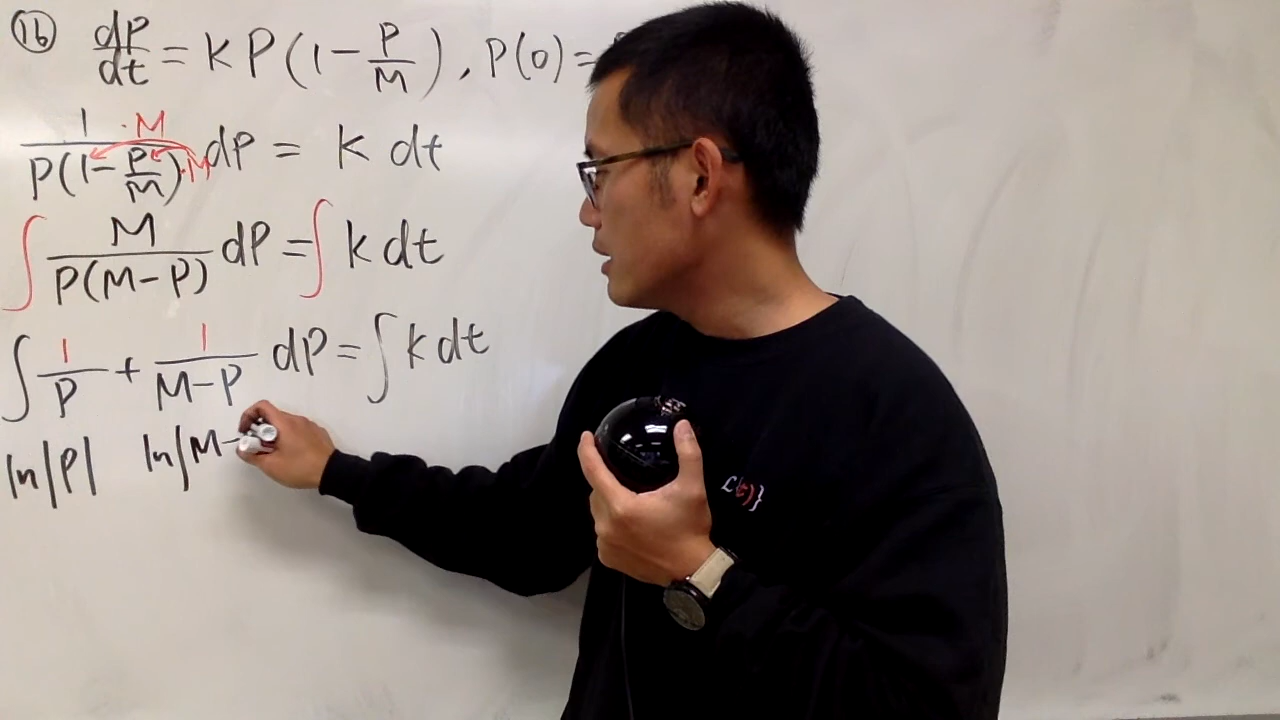 16 dP/dt = KP(1 - P/M), P(0) =
1 · M / P(1 - P/M) · M dP = k dt
∫ M / P(M-P) dP = ∫ k dt
∫ 1/P + 1/M-P dP = ∫ k dt
ln|P| ln|M-
L{(t)}